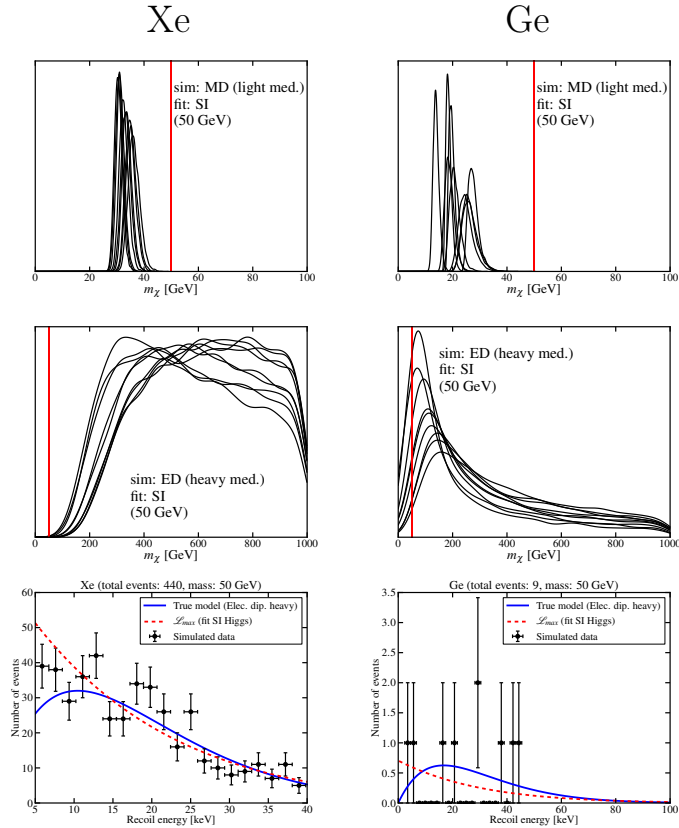 Xe
Ge
sim: MD (light med.)
fit: SI
(50 GeV)
0 20 40 60 80 100
mχ [GeV]
sim: MD (light med.)
fit: SI
(50 GeV)
0 20 40 60 80 100
mχ [GeV]
sim: ED (heavy med.)
fit: SI
(50 GeV)
0 200 400 600 800 1000
mχ [GeV]
sim: ED (heavy med.)
fit: SI
(50 GeV)
0 200 400 600 800 1000
mχ [GeV]
Xe (total events: 440, mass: 50 GeV)
True model (Elec. dip. heavy)
ℒmax (fit SI Higgs)
Simulated data
Number of events
60
50
40
30
20
10
0
5 10 15 20 25 30 35 40
Recoil energy [keV]
Ge (total events: 9, mass: 50 GeV)
True model (Elec. dip. heavy)
ℒmax (fit SI Higgs)
Simulated data
Number of events
3.5
3.0
2.5
2.0
1.5
1.0
0.5
0.0
0 20 40 60 80 100
Recoil energy [keV]